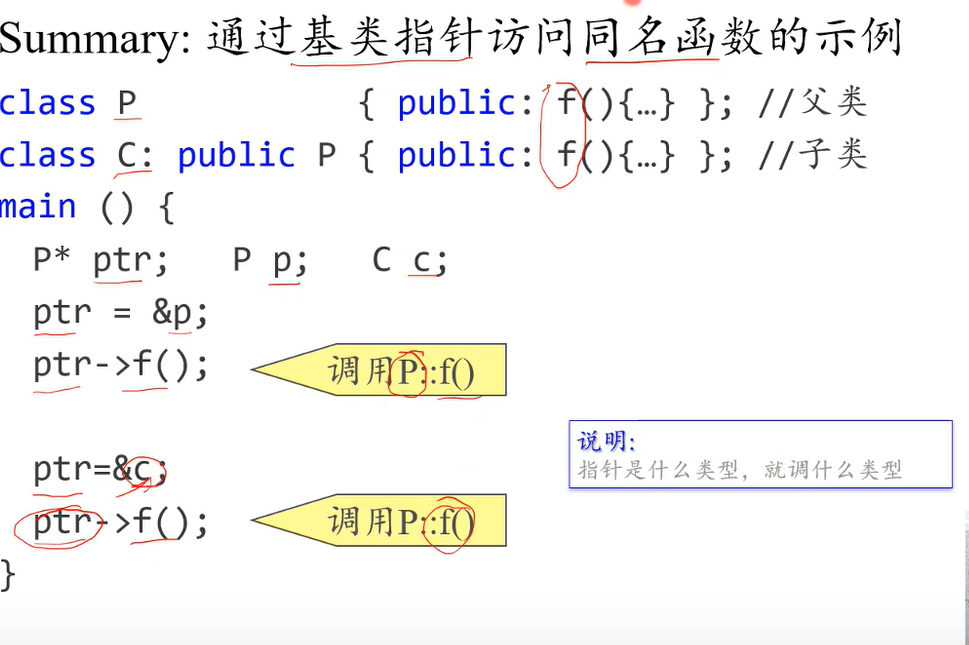 Summary: 通过基类指针访问同名函数的示例
class P { public: f(){…} }; //父类
class C: public P { public: f(){…} }; //子类
main () {
P* ptr; P p; C c;
ptr = &p;
ptr->f(); 调用P::f()
ptr=&c;
ptr->f(); 调用P::f()
}
说明:
指针是什么类型，就调什么类型